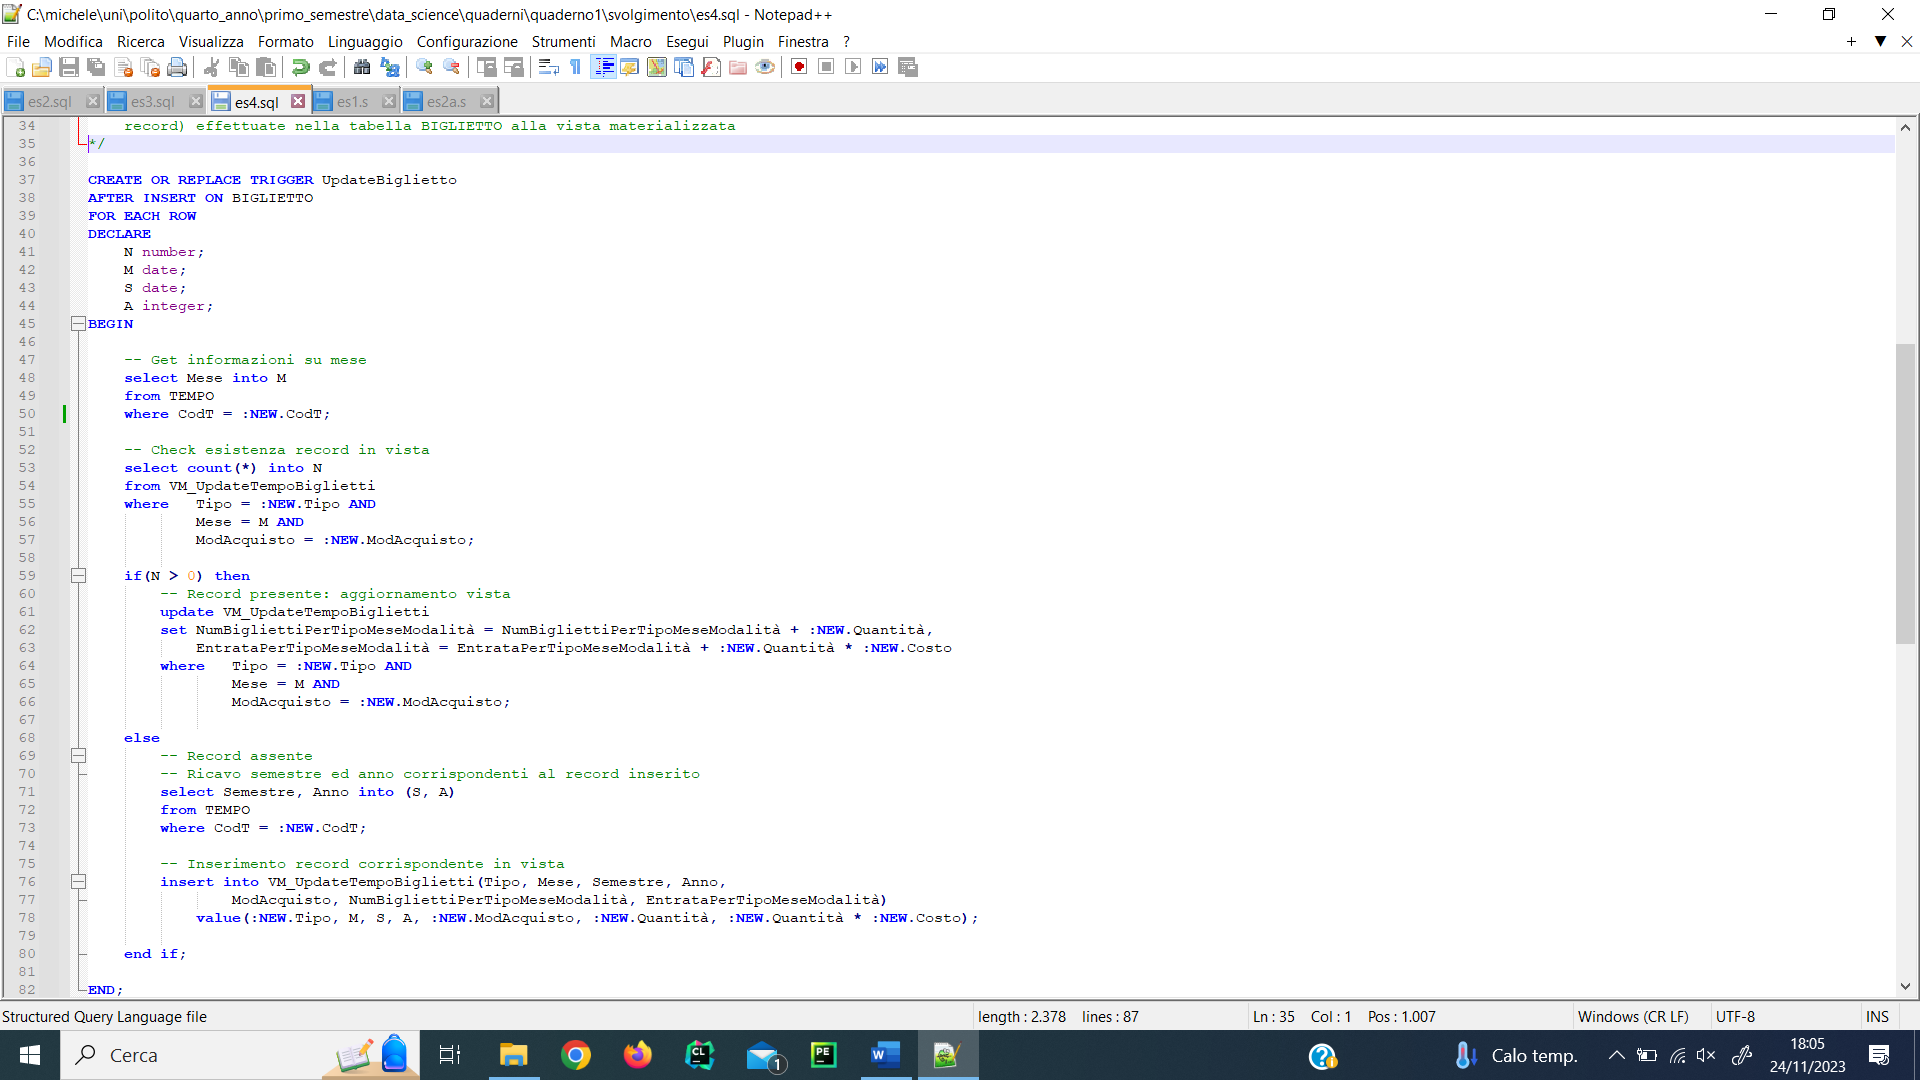 C:\michele\uni\polito\quarto_anno\primo_semestre\data_science\quaderni\quaderno1\svolgimento\es4.sql - Notepad++
File Modifica Ricerca Visualizza Formato Linguaggio Configurazione Strumenti Macro Esegui Plugin Finestra ?
es2.sql es3.sql es4.sql es1.s es2a.s
34 record) effettuate nella tabella BIGLIETTO alla vista materializzata
35 */
36
37 CREATE OR REPLACE TRIGGER UpdateBiglietto
38 AFTER INSERT ON BIGLIETTO
39 FOR EACH ROW
40 DECLARE
41 N number;
42 M date;
43 S date;
44 A integer;
45 BEGIN
46
47 -- Get informazioni su mese
48 select Mese into M
49 from TEMPO
50 where CodT = :NEW.CodT;
51
52 -- Check esistenza record in vista
53 select count(*) into N
54 from VM_UpdateTempoBiglietti
55 where Tipo = :NEW.Tipo AND
56 Mese = M AND
57 ModAcquisto = :NEW.ModAcquisto;
58
59 if(N > 0) then
60 -- Record presente: aggiornamento vista
61 update VM_UpdateTempoBiglietti
62 set NumBigliettiPerTipoMeseModalità = NumBigliettiPerTipoMeseModalità + :NEW.Quantità,
63 EntrataPerTipoMeseModalità = EntrataPerTipoMeseModalità + :NEW.Quantità * :NEW.Costo
64 where Tipo = :NEW.Tipo AND
65 Mese = M AND
66 ModAcquisto = :NEW.ModAcquisto;
67
68 else
69 -- Record assente
70 -- Ricavo semestre ed anno corrispondenti al record inserito
71 select Semestre, Anno into (S, A)
72 from TEMPO
73 where CodT = :NEW.CodT;
74
75 -- Inserimento record corrispondente in vista
76 insert into VM_UpdateTempoBiglietti(Tipo, Mese, Semestre, Anno,
77 ModAcquisto, NumBigliettiPerTipoMeseModalità, EntrataPerTipoMeseModalità)
78 value(:NEW.Tipo, M, S, A, :NEW.ModAcquisto, :NEW.Quantità, :NEW.Quantità * :NEW.Costo);
79
80 end if;
81
82 END;
Structured Query Language file length : 2.378 lines : 87 Ln : 35 Col : 1 Pos : 1.007 Windows (CR LF) UTF-8 INS
Cerca Calo temp. 18:05
24/11/2023